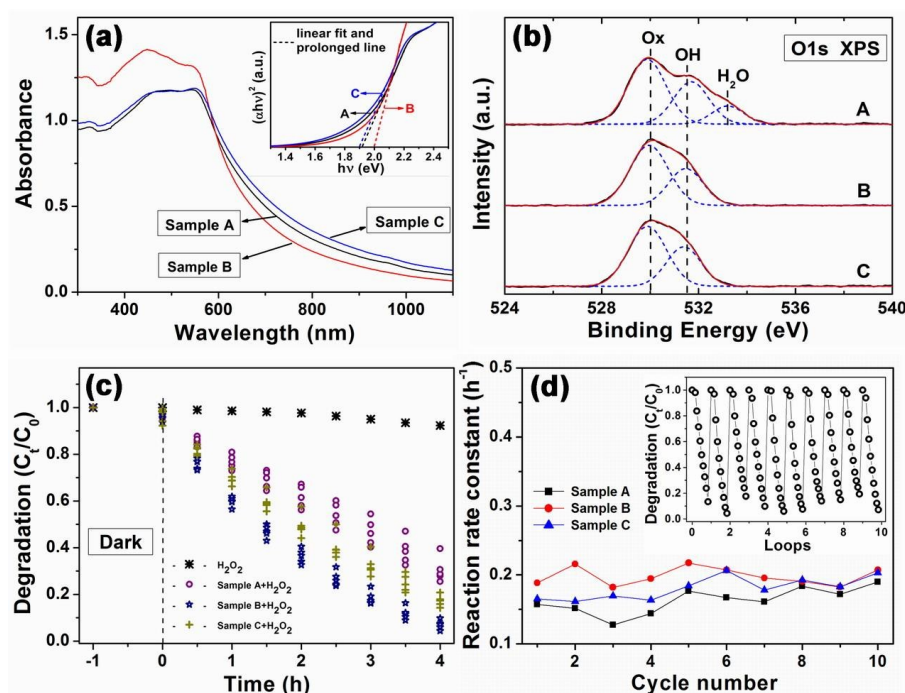 (a)
linear fit and
prolonged line
(αhν)² (a.u.)
C
A
B
1.4 1.6 1.8 2.0 2.2 2.4
hν (eV)
Absorbance
1.5
1.0
0.5
0.0
Sample A
Sample C
Sample B
400 600 800 1000
Wavelength (nm)
(b)
Ox
OH
H₂O
O1s XPS
A
B
C
Intensity (a.u.)
524 528 532 536 540
Binding Energy (eV)
(c)
Degradation (Cₜ/C₀)
1.0
0.8
0.6
0.4
0.2
0.0
Dark
H₂O₂
Sample A+H₂O₂
Sample B+H₂O₂
Sample C+H₂O₂
-1 0 1 2 3 4
Time (h)
(d)
Reaction rate constant (h⁻¹)
0.5
0.4
0.3
0.2
0.1
Sample A
Sample B
Sample C
Degradation (Cₜ/C₀)
1.0
0.8
0.6
0.4
0.2
0.0
0 2 4 6 8 10
Loops
2 4 6 8 10
Cycle number